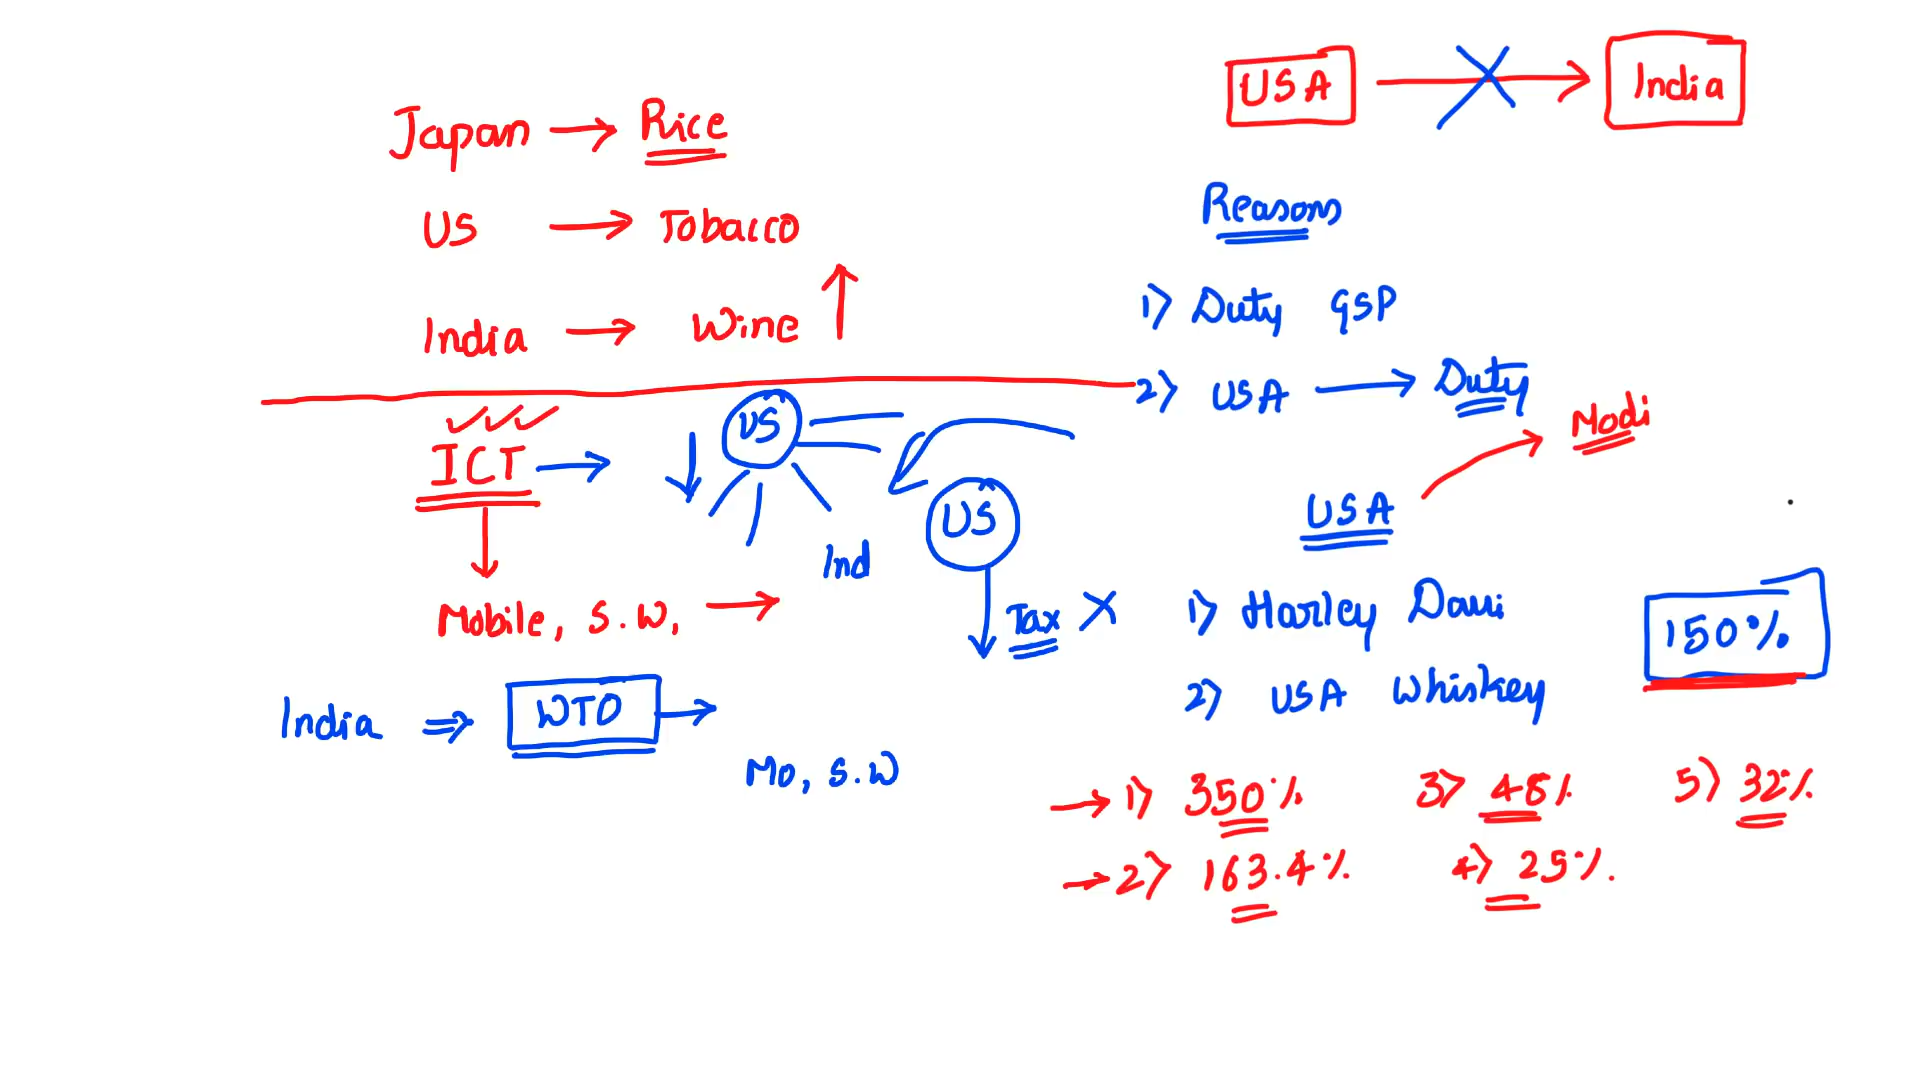 Japan → Rice
US → Tobacco
India → Wine ↑
ICT →
US
Ind
US
Tax X
Mobile, S.W, →
India ⇒ WTO →
Mo, S.W
USA → India
Reasons
1) Duty GSP
2) USA → Duty
Modi
USA
1) Harley Davi
2) USA Whiskey
150%
→ 1) 350% 3) 48% 5) 32%
→ 2) 163.4% 4) 25%.